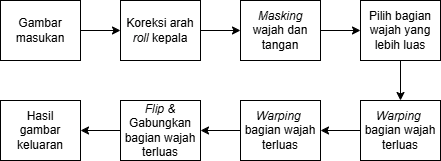 Gambar
masukan
Koreksi arah
roll kepala
Masking
wajah dan
tangan
Pilih bagian
wajah yang
lebih luas
Warping
bagian wajah
terluas
Warping
bagian wajah
terluas
Flip &
Gabungkan
bagian wajah
terluas
Hasil
gambar
keluaran